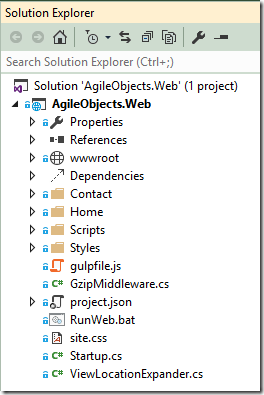 Solution Explorer
Search Solution Explorer (Ctrl+;)
Solution 'AgileObjects.Web' (1 project)
AgileObjects.Web
Properties
References
wwwroot
Dependencies
Contact
Home
Scripts
Styles
gulpfile.js
C# GzipMiddleware.cs
project.json
RunWeb.bat
site.css
C# Startup.cs
C# ViewLocationExpander.cs